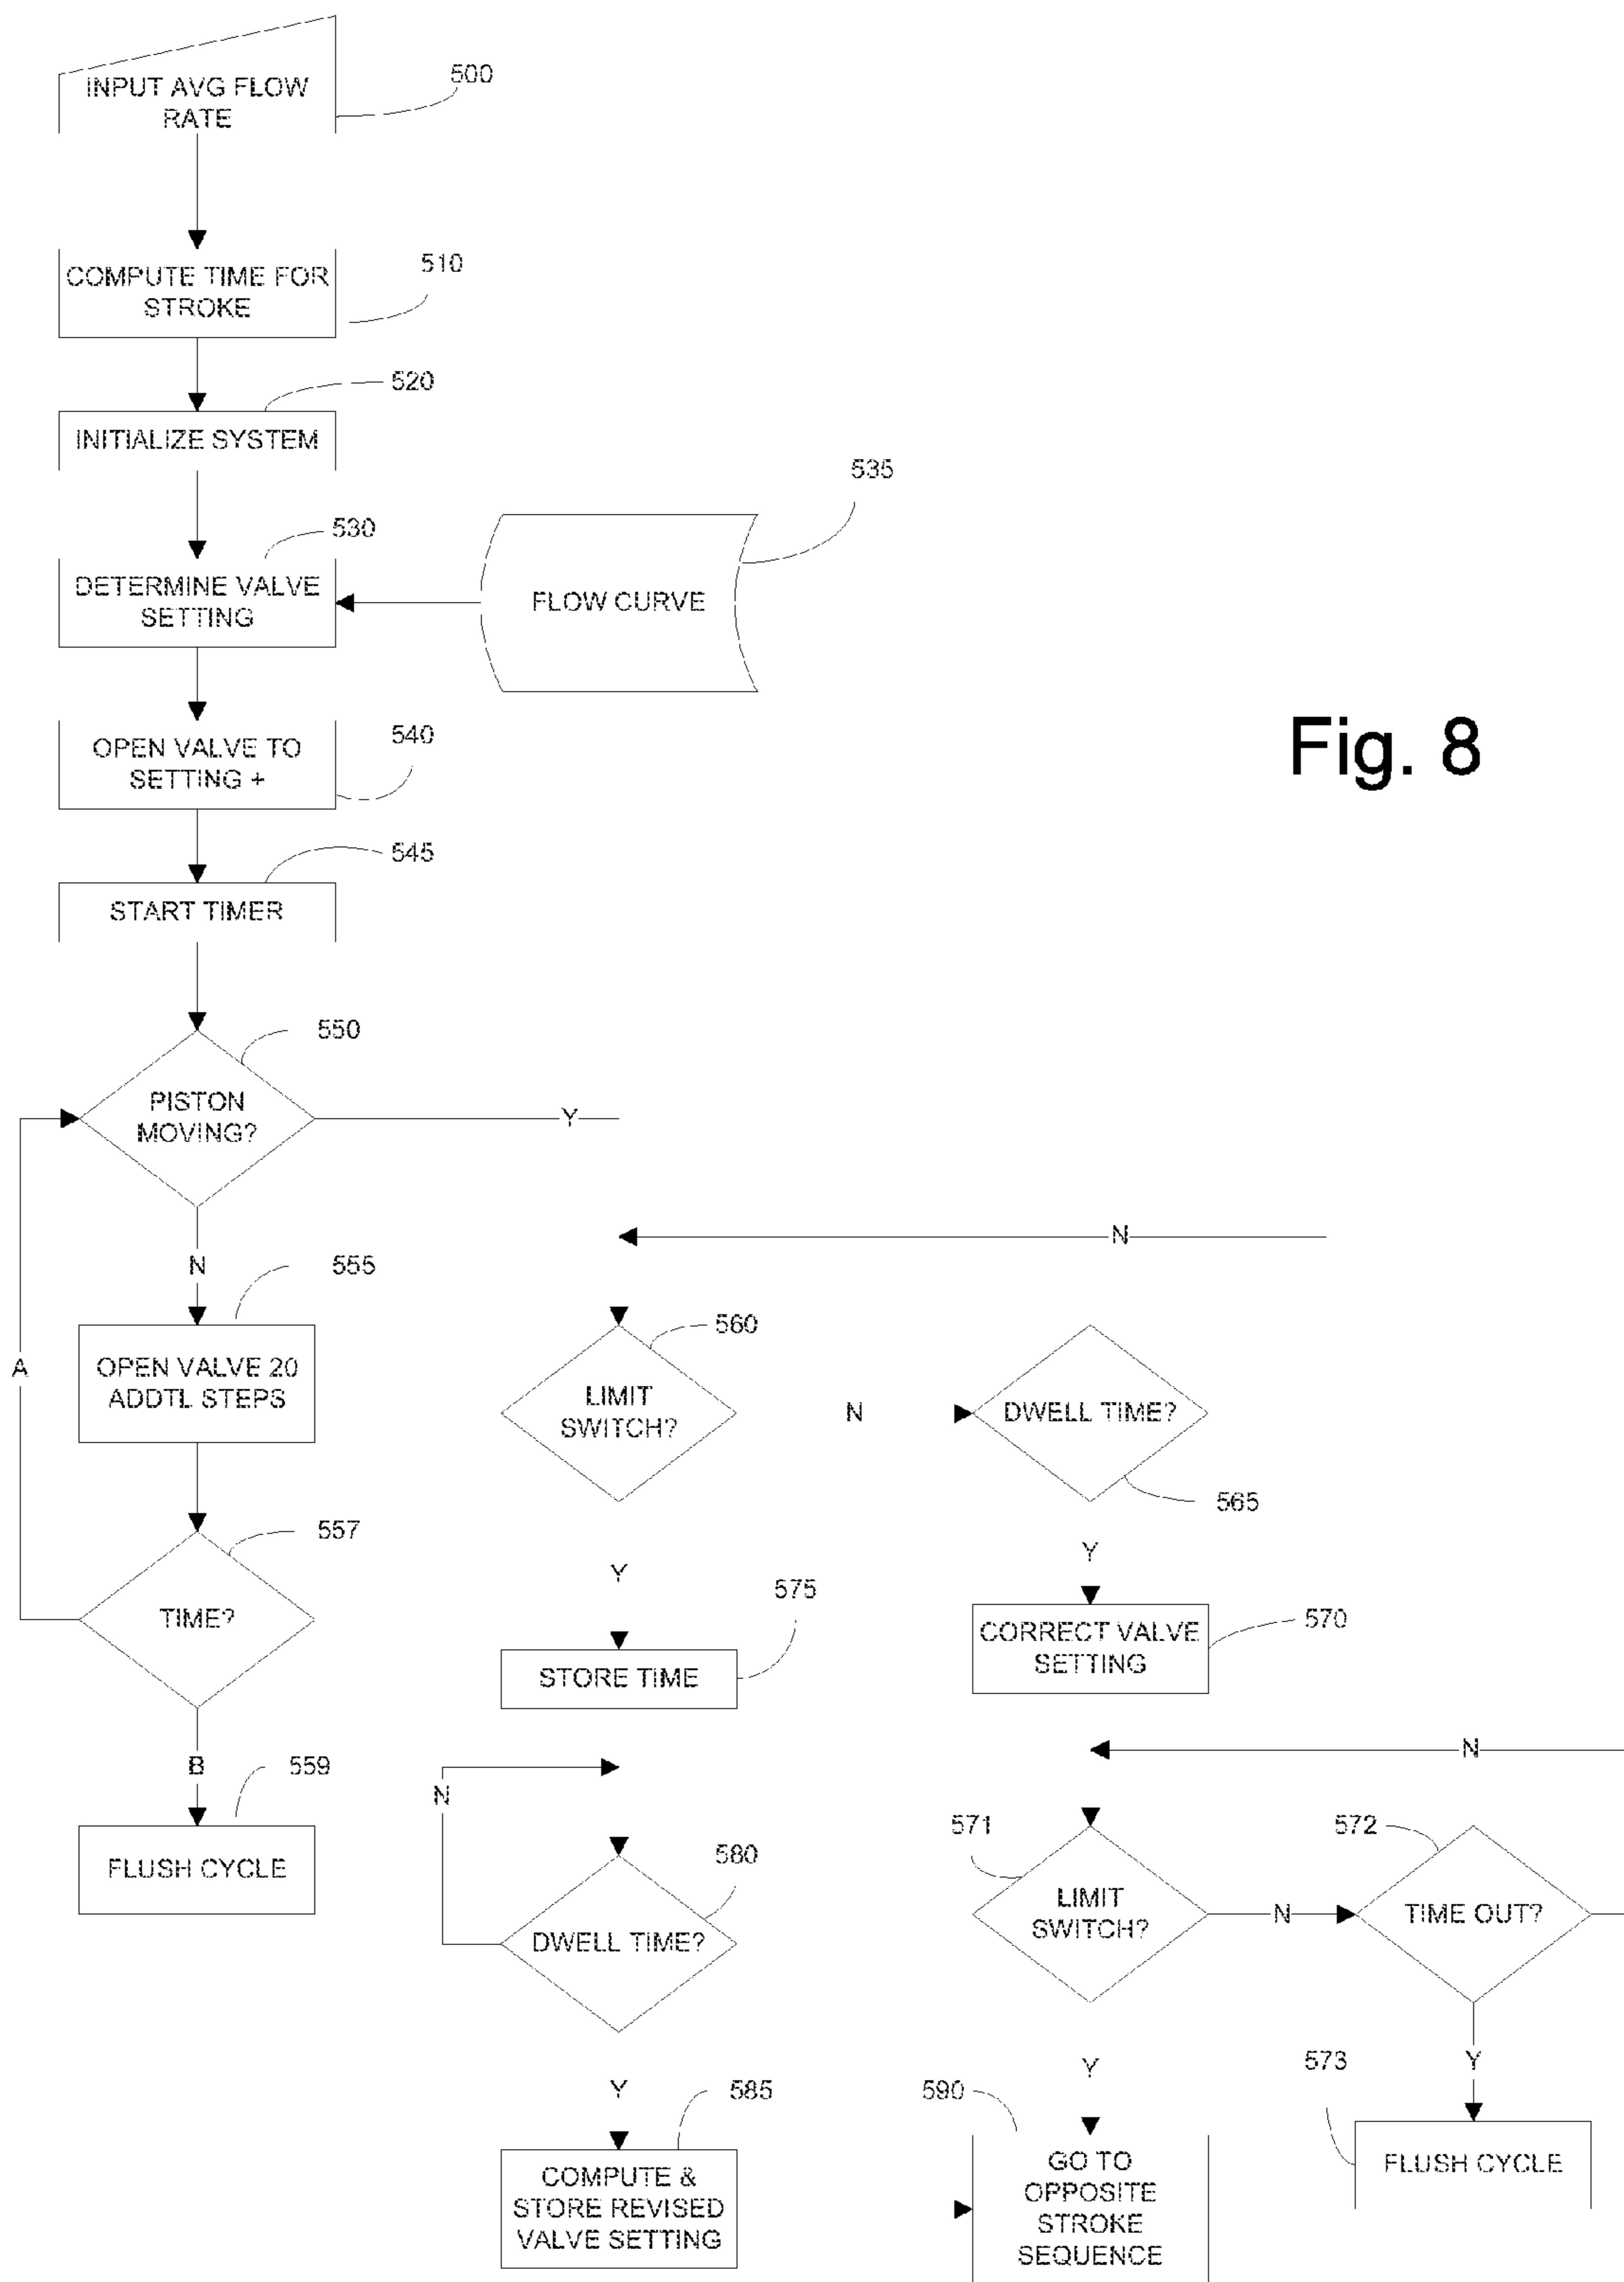 INPUT AVG FLOW
RATE
500
COMPUTE TIME FOR
STROKE
510
520
INITIALIZE SYSTEM
530
DETERMINE VALVE
SETTING
535
FLOW CURVE
OPEN VALVE TO
SETTING +
540
Fig. 8
545
START TIMER
550
PISTON
MOVING?
Y
N
N
555
A
OPEN VALVE 20
ADDTL STEPS
560
LIMIT
SWITCH?
N
DWELL TIME?
565
557
TIME?
Y
575
STORE TIME
Y
CORRECT VALVE
SETTING
570
B
559
FLUSH CYCLE
N
580
DWELL TIME?
N
571
LIMIT
SWITCH?
N
572
TIME OUT?
Y
585
COMPUTE &
STORE REVISED
VALVE SETTING
Y
590
GO TO
OPPOSITE
STROKE
SEQUENCE
Y
573
FLUSH CYCLE